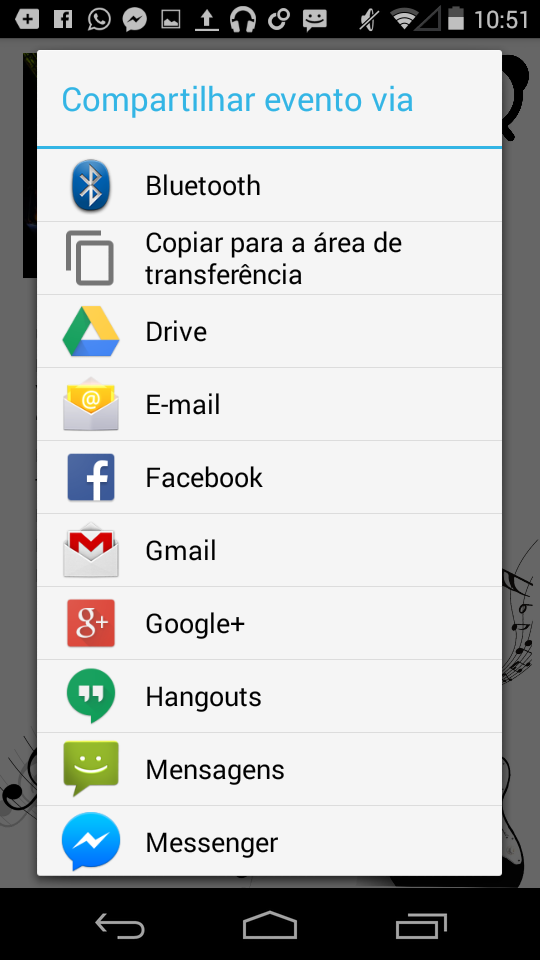 10:51
Compartilhar evento via
Bluetooth
Copiar para a área de
transferência
Drive
@
E-mail
f
Facebook
M
Gmail
g+
Google+
Hangouts
Mensagens
Messenger